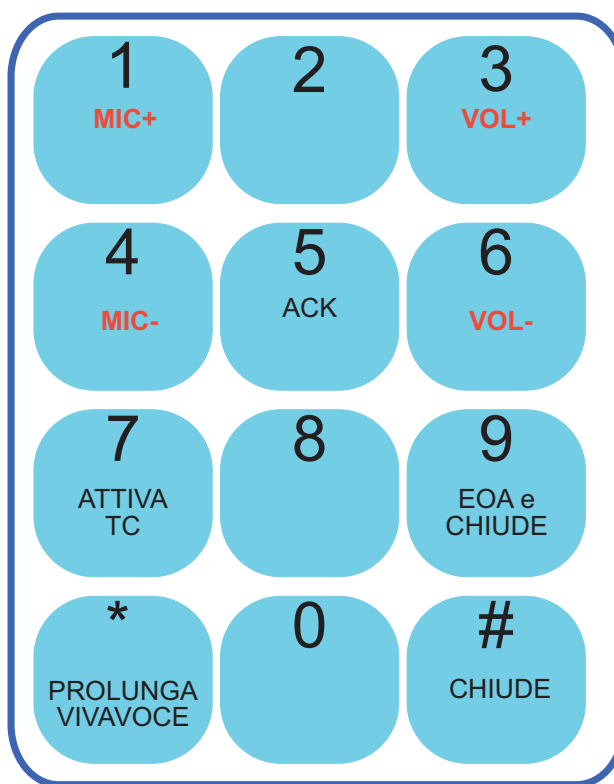 1 2 3
MIC+ VOL+
4 5 6
ACK
MIC- VOL-
7 8 9
ATTIVA EOA e
TC CHIUDE
* 0 #
PROLUNGA CHIUDE
VIVAVOCE